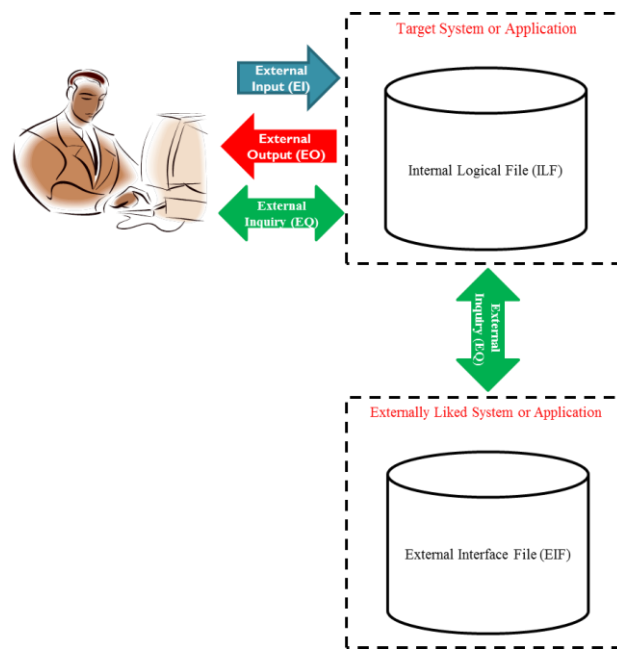 Target System or Application
External
Input (EI)
External
Output (EO)
Internal Logical File (ILF)
External
Inquiry (EQ)
External
Inquiry (EQ)
Externally Liked System or Application
External Interface File (EIF)